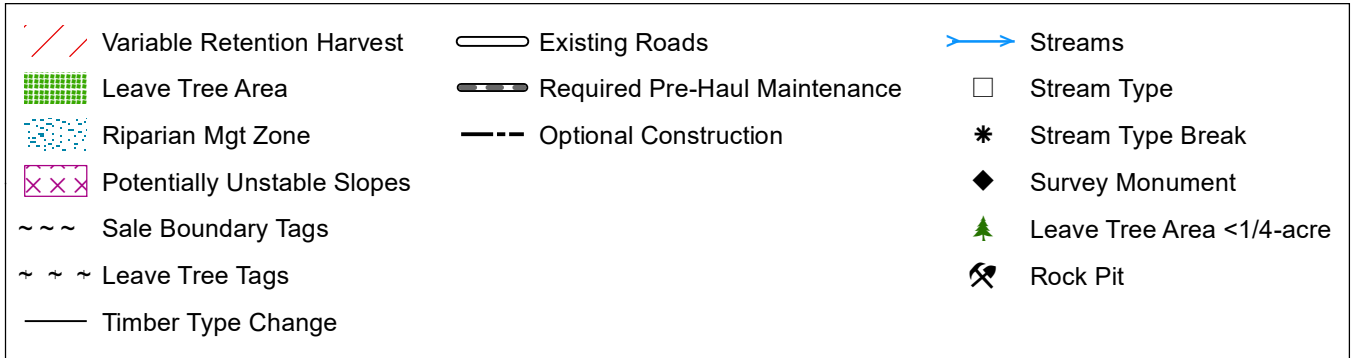 Variable Retention Harvest
Leave Tree Area
Riparian Mgt Zone
Potentially Unstable Slopes
Sale Boundary Tags
Leave Tree Tags
Timber Type Change
Existing Roads
Required Pre-Haul Maintenance
Optional Construction
Streams
Stream Type
Stream Type Break
Survey Monument
Leave Tree Area <1/4-acre
Rock Pit